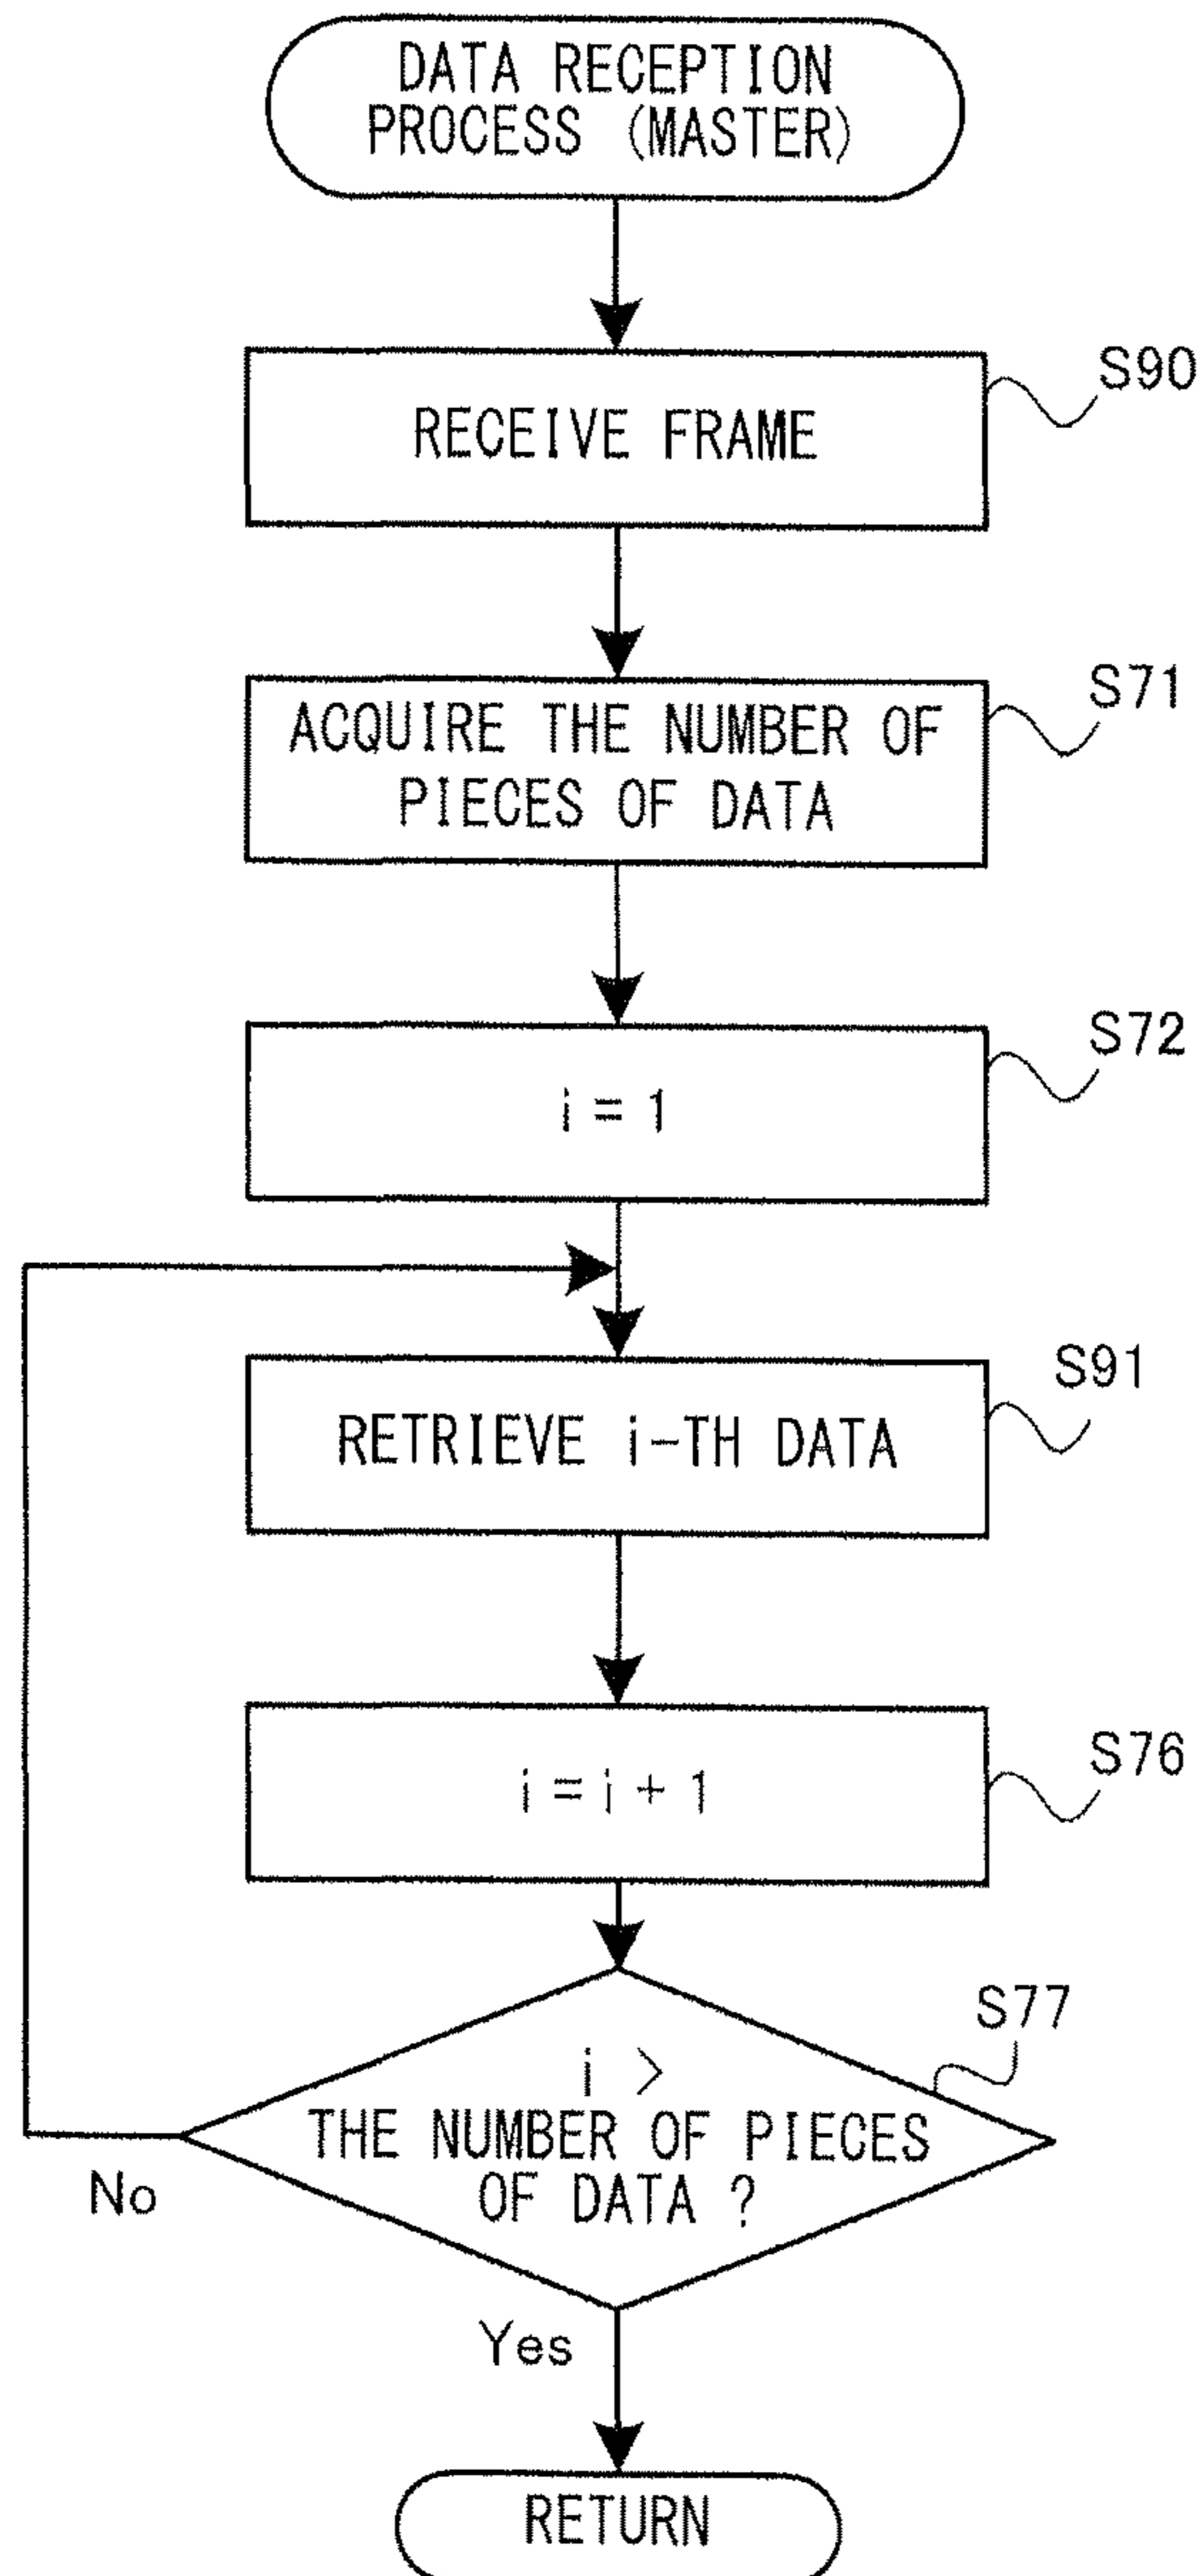 DATA RECEPTION
PROCESS (MASTER)
S90
RECEIVE FRAME
S71
ACQUIRE THE NUMBER OF
PIECES OF DATA
S72
i = 1
S91
RETRIEVE i-TH DATA
S76
i = i + 1
S77
i >
THE NUMBER OF PIECES
OF DATA ?
No
Yes
RETURN